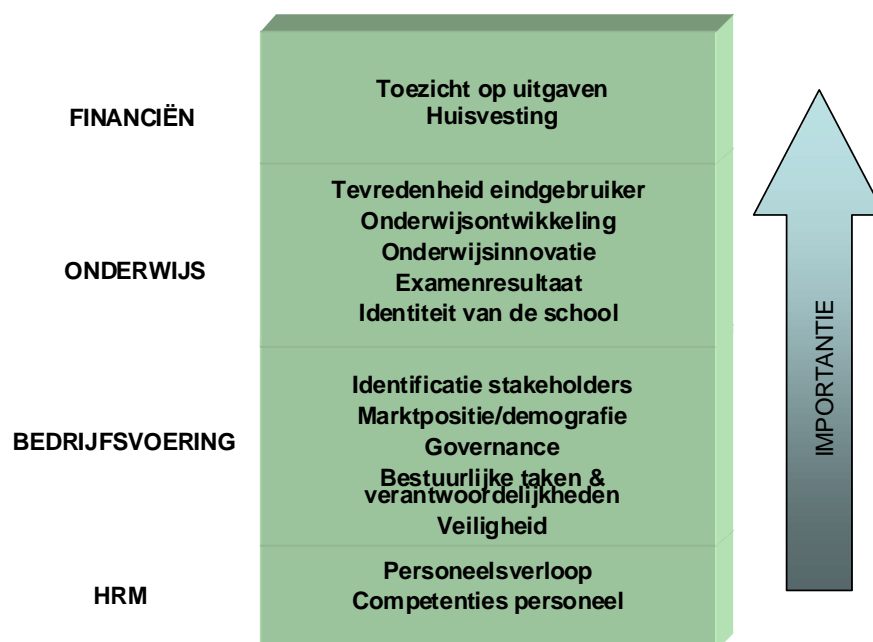 FINANCIËN
Toezicht op uitgaven
Huisvesting
ONDERWIJS
Tevredenheid eindgebruiker
Onderwijsontwikkeling
Onderwijsinnovatie
Examenresultaat
Identiteit van de school
BEDRIJFSVOERING
Identificatie stakeholders
Marktpositie/demografie
Governance
Bestuurlijke taken &
verantwoordelijkheden
Veiligheid
HRM
Personeelsverloop
Competenties personeel
IMPORTANTIE